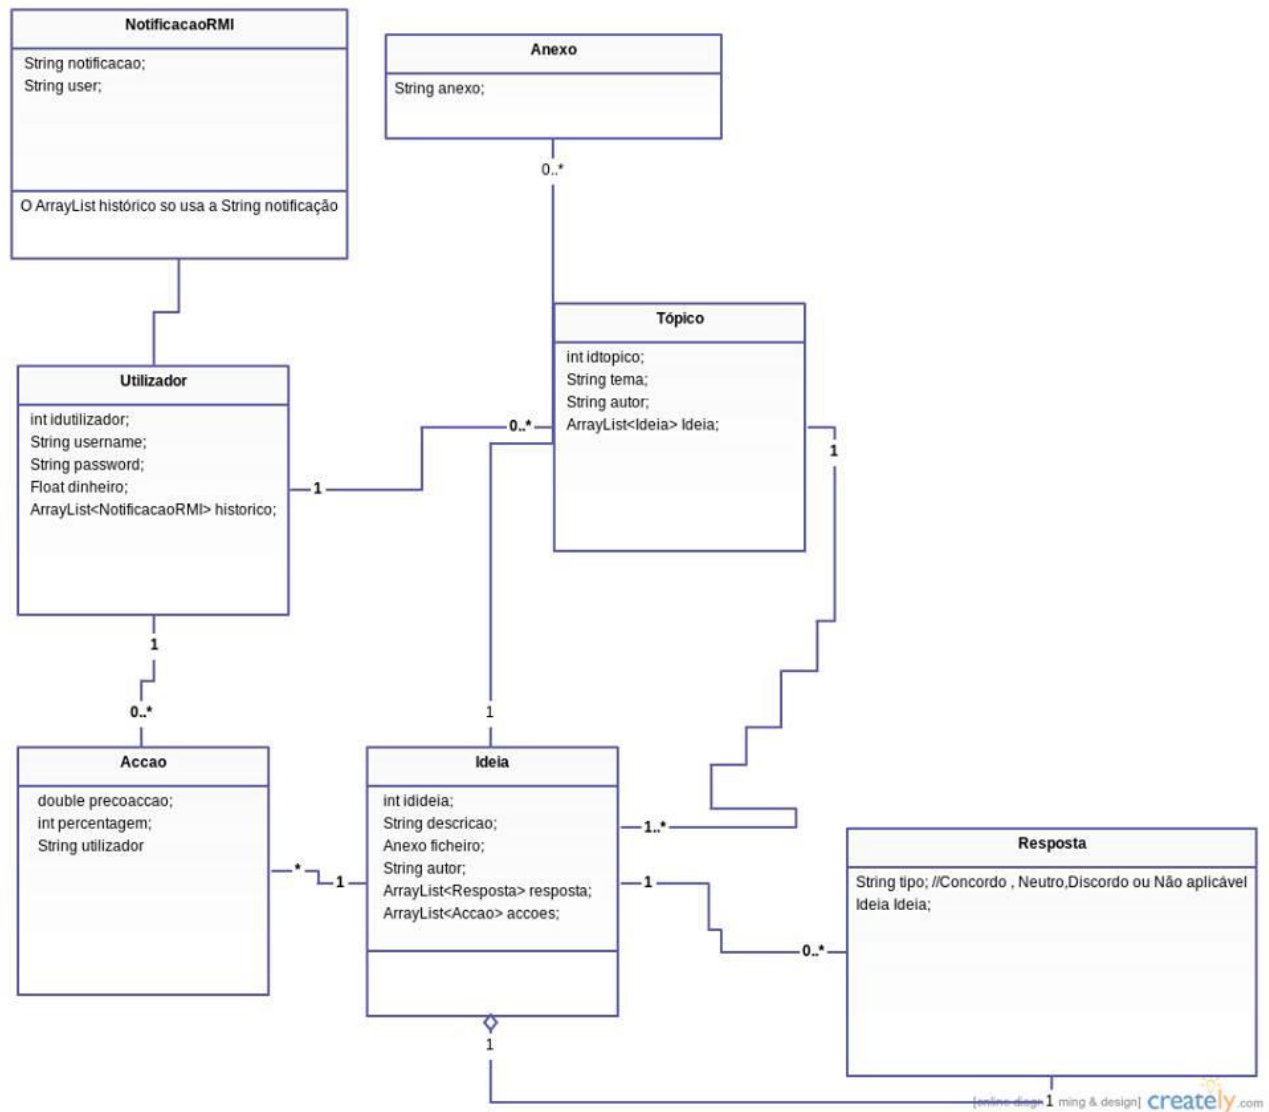 NotificacaoRMI
String notificacao;
String user;
O ArrayList histórico so usa a String notificação
Anexo
String anexo;
0..*
Tópico
int idtopico;
String tema;
String autor;
ArrayList<Ideia> Ideia;
Utilizador
int idutilizador;
String username;
String password;
Float dinheiro;
ArrayList<NotificacaoRMI> historico;
1
0..*
1
1
0..*
1
Accao
double precoaccao;
int percentagem;
String utilizador
Ideia
int idideia;
String descricao;
Anexo ficheiro;
String autor;
ArrayList<Resposta> resposta;
ArrayList<Accao> accoes;
*
1
1..*
1
0..*
Resposta
String tipo; //Concordo , Neutro,Discordo ou Não aplicável
Ideia Ideia;
1
1
[online diagr ming & design] creately.com